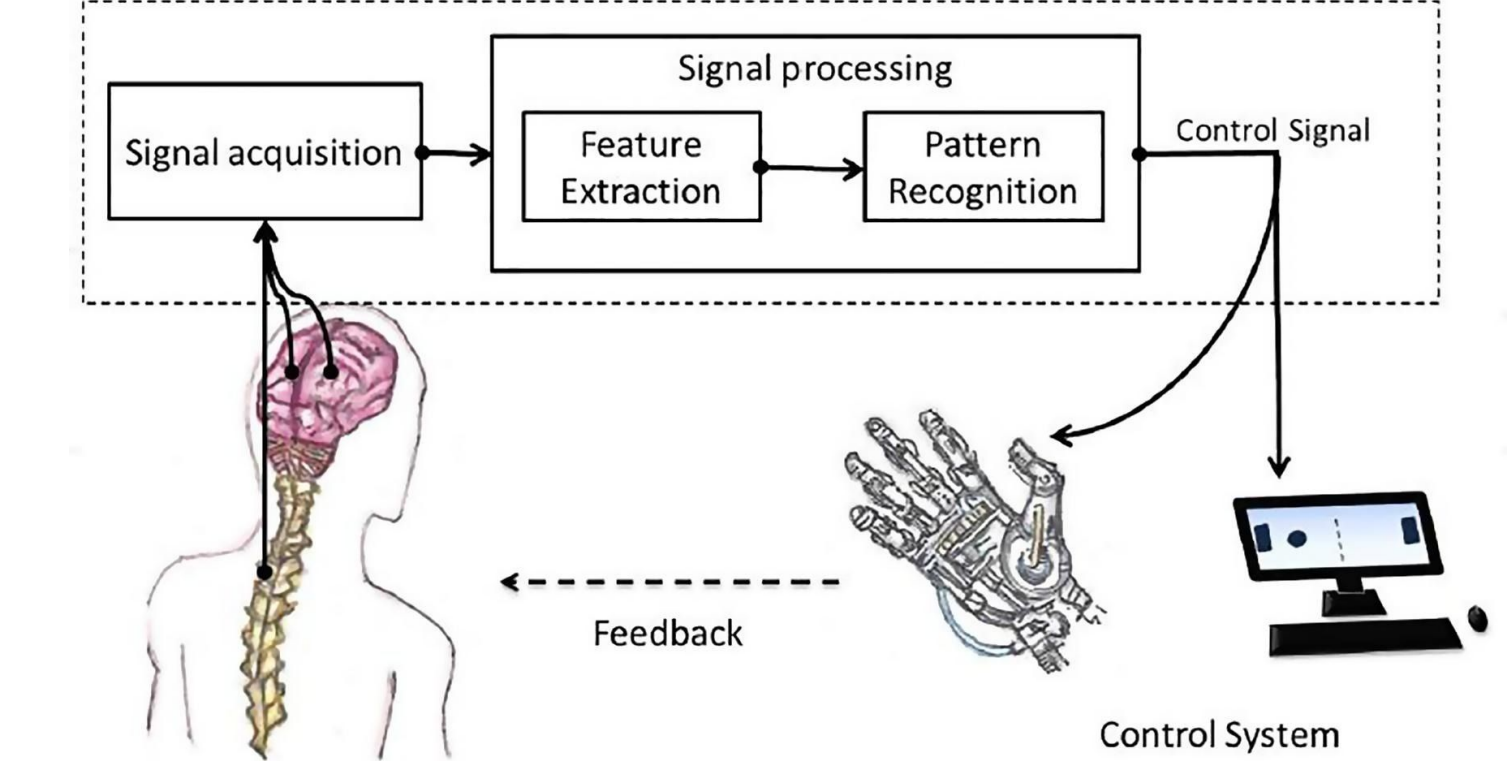 Signal processing
Signal acquisition
Feature
Extraction
Pattern
Recognition
Control Signal
Feedback
Control System